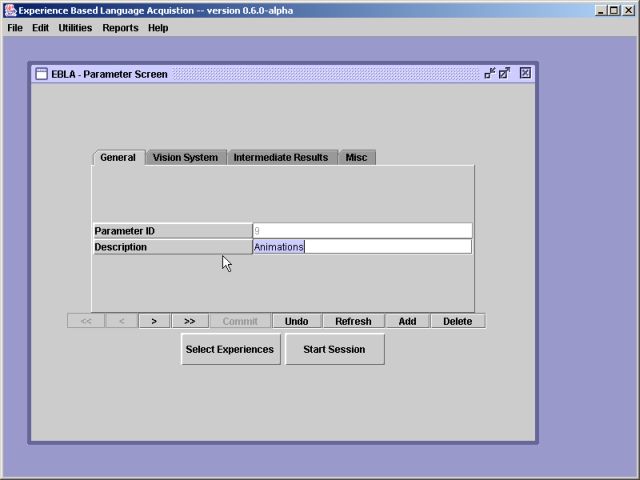 Experience Based Language Acquistion -- version 0.6.0-alpha
File Edit Utilities Reports Help
EBLA - Parameter Screen
General Vision System Intermediate Results Misc
Parameter ID 9
Description Animations
<< < > >> Commit Undo Refresh Add Delete
Select Experiences Start Session